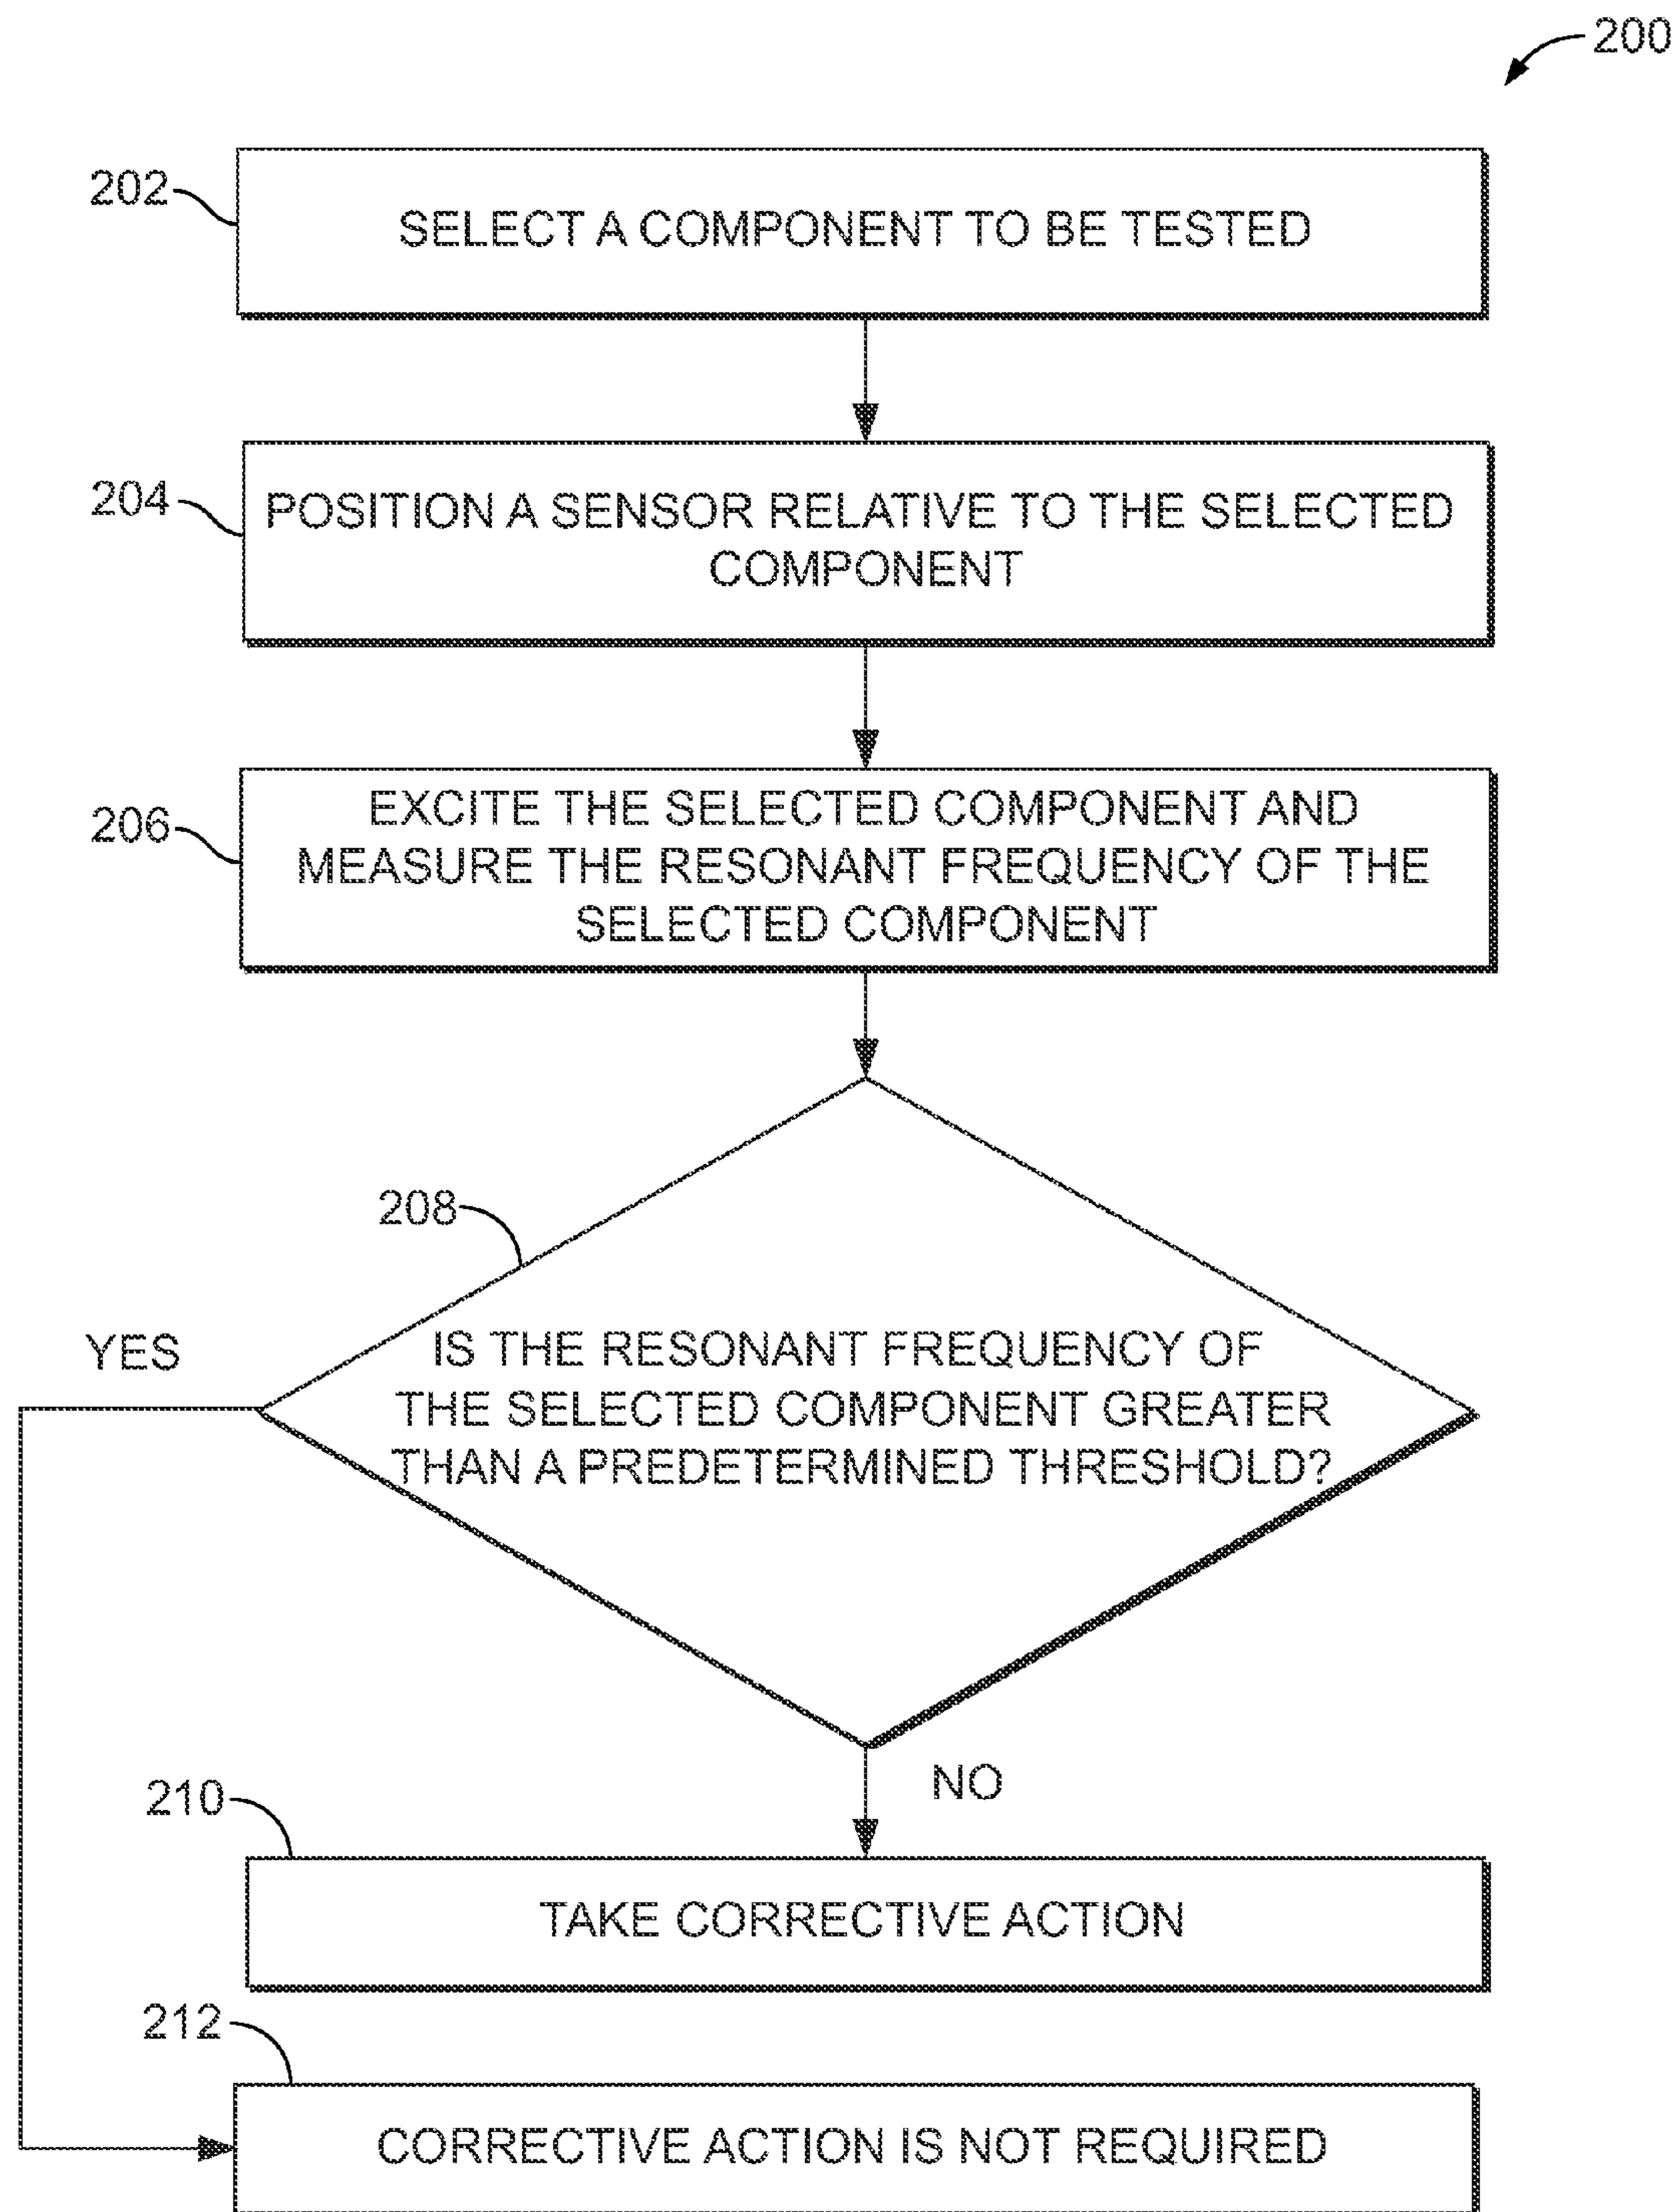 200
202
SELECT A COMPONENT TO BE TESTED
204
POSITION A SENSOR RELATIVE TO THE SELECTED
COMPONENT
206
EXCITE THE SELECTED COMPONENT AND
MEASURE THE RESONANT FREQUENCY OF THE
SELECTED COMPONENT
208
YES
IS THE RESONANT FREQUENCY OF
THE SELECTED COMPONENT GREATER
THAN A PREDETERMINED THRESHOLD?
NO
210
TAKE CORRECTIVE ACTION
212
CORRECTIVE ACTION IS NOT REQUIRED